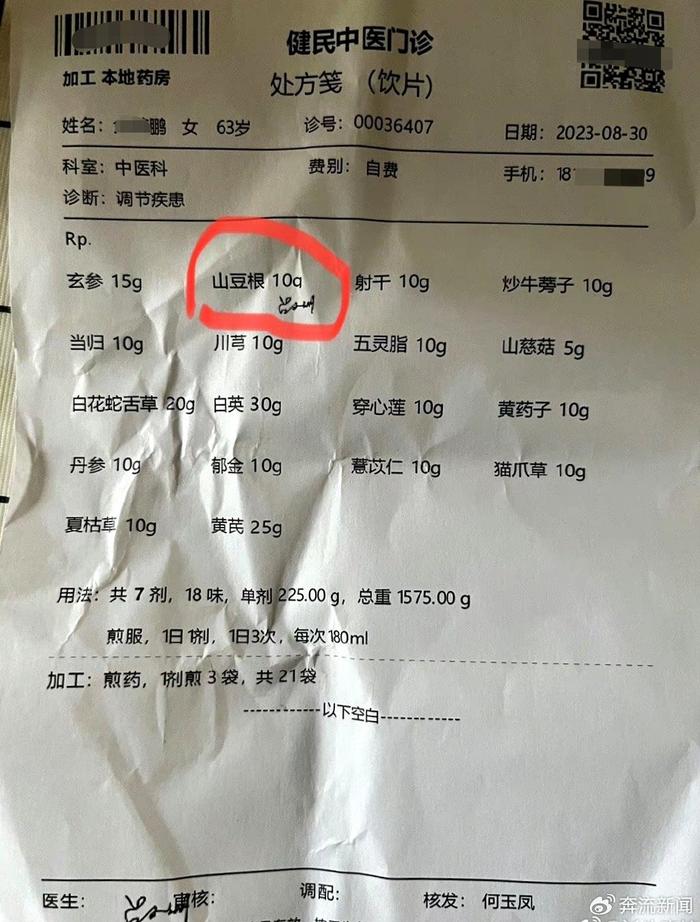 健民中医门诊
加工 本地药房
处方笺 （饮片）
姓名： 鹏 女 63岁 诊号：00036407 日期：2023-08-30
科室：中医科 费别：自费 手机：18 9
诊断：调节疾患
Rp.
玄参 15g 山豆根 10g 射干 10g 炒牛蒡子 10g
当归 10g 川芎 10g 五灵脂 10g 山慈菇 5g
白花蛇舌草 20g 白英 30g 穿心莲 10g 黄药子 10g
丹参 10g 郁金 10g 薏苡仁 10g 猫爪草 10g
夏枯草 10g 黄芪 25g
用法：共 7 剂，18 味，单剂 225.00 g，总重 1575.00 g
煎服，1日1剂，1日3次，每次180ml
加工：煎药，1剂煎 3 袋，共 21袋
------------以下空白------------
医生： 审核： 调配： 核发：何玉凤
奔流新闻